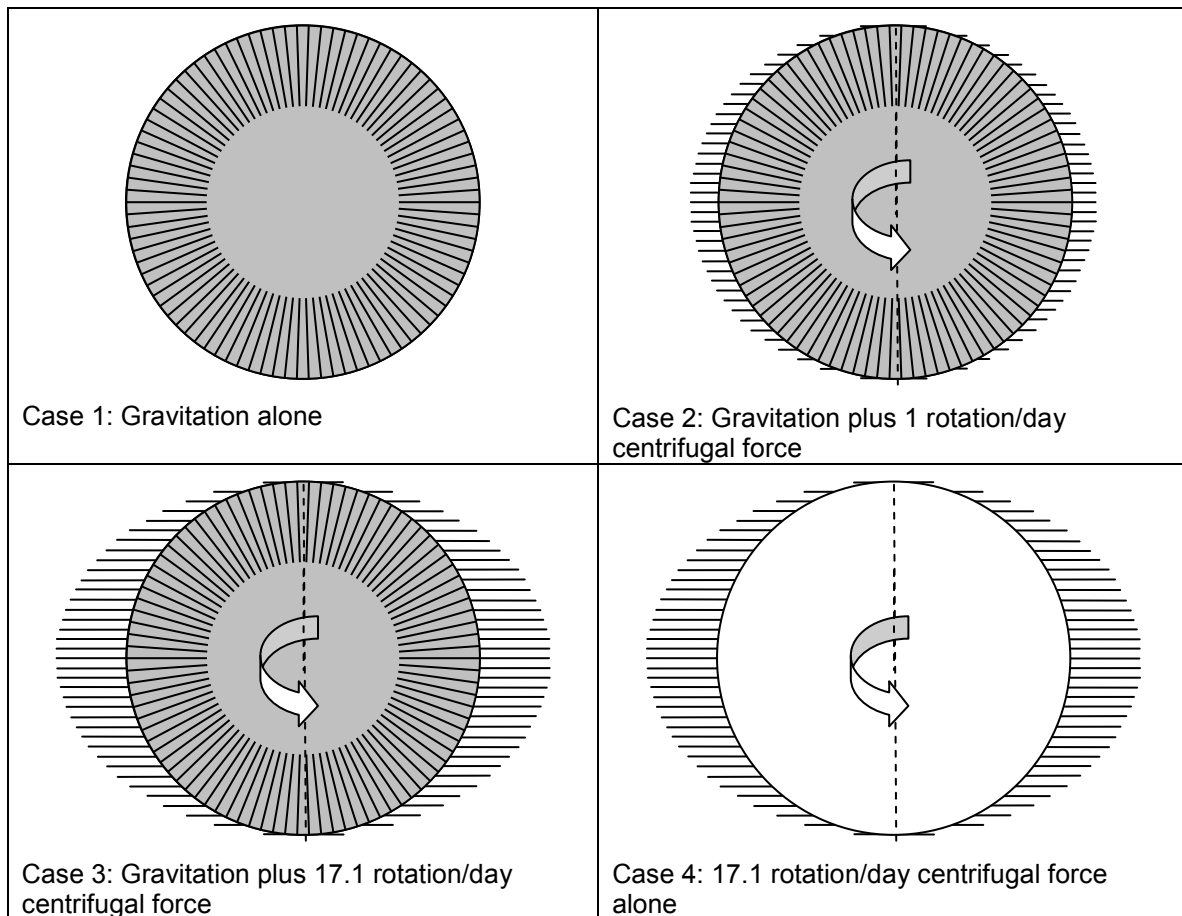 Case 1: Gravitation alone
Case 2: Gravitation plus 1 rotation/day
centrifugal force
Case 3: Gravitation plus 17.1 rotation/day
centrifugal force
Case 4: 17.1 rotation/day centrifugal force
alone